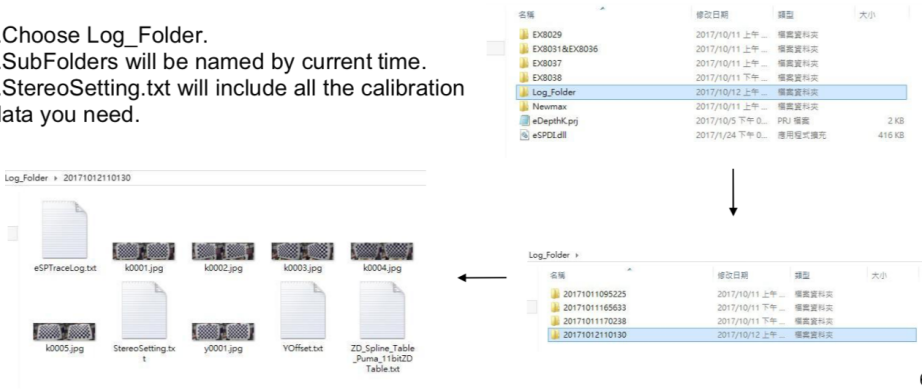 .Choose Log_Folder.
.SubFolders will be named by current time.
.StereoSetting.txt will include all the calibration
data you need.
名稱 修改日期 類型 大小
EX8029 2017/10/11 上午 ... 檔案資料夾
EX8031&EX8036 2017/10/11 上午 ... 檔案資料夾
EX8037 2017/10/11 上午 ... 檔案資料夾
EX8038 2017/10/11 下午 ... 檔案資料夾
Log_Folder 2017/10/12 上午 ... 檔案資料夾
Newmax 2017/10/11 上午 ... 檔案資料夾
eDepthK.prj 2017/10/5 下午 0... PRJ 檔案 2 KB
eSPDI.dll 2017/1/24 下午 0... 應用程式擴充 416 KB
Log_Folder ▸ 20171012110130
eSPTraceLog.txt k0001.jpg k0002.jpg k0003.jpg k0004.jpg
k0005.jpg StereoSetting.tx y0001.jpg YOffset.txt ZD_Spline_Table
t _Puma_11bitZD
Table.txt
Log_Folder ▸
名稱 修改日期 類型 大小
20171011095225 2017/10/11 上午 ... 檔案資料夾
20171011165633 2017/10/11 下午 ... 檔案資料夾
20171011170238 2017/10/11 下午 ... 檔案資料夾
20171012110130 2017/10/12 上午 ... 檔案資料夾